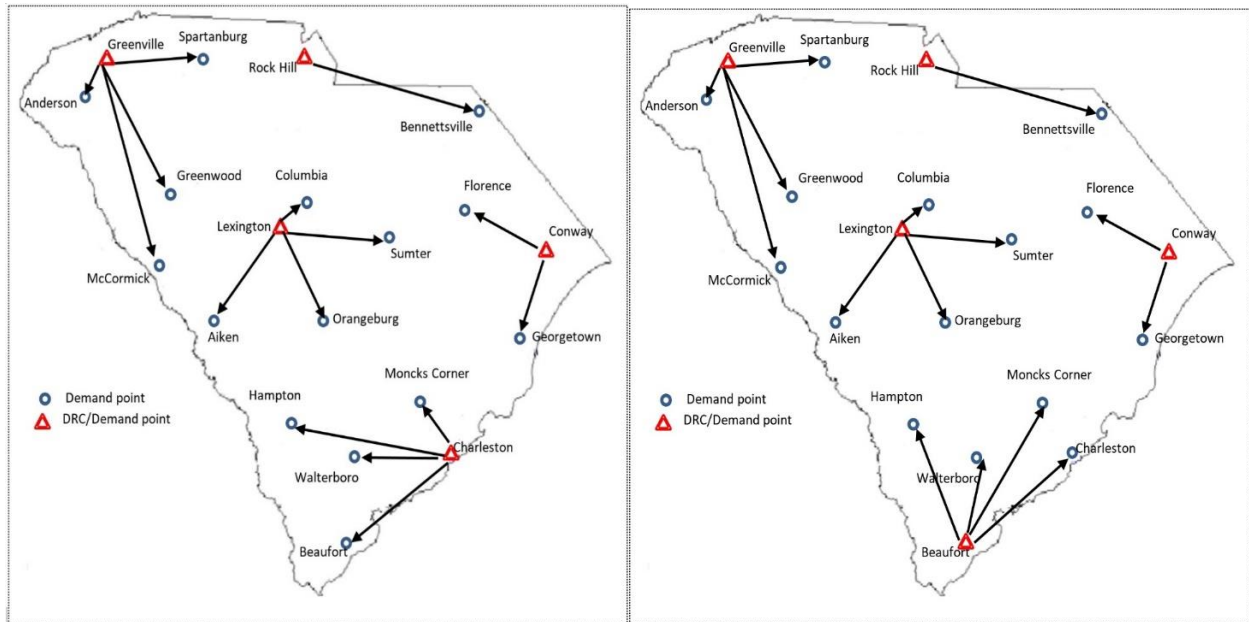 Greenville
Spartanburg
Rock Hill
Anderson
Bennettsville
Greenwood
Columbia
Florence
Lexington
Conway
Sumter
McCormick
Aiken
Orangeburg
Georgetown
Moncks Corner
Hampton
Demand point
DRC/Demand point
Charleston
Walterboro
Beaufort
Greenville
Spartanburg
Rock Hill
Anderson
Bennettsville
Greenwood
Columbia
Florence
Lexington
Conway
Sumter
McCormick
Aiken
Orangeburg
Georgetown
Moncks Corner
Hampton
Demand point
DRC/Demand point
Charleston
Walterboro
Beaufort